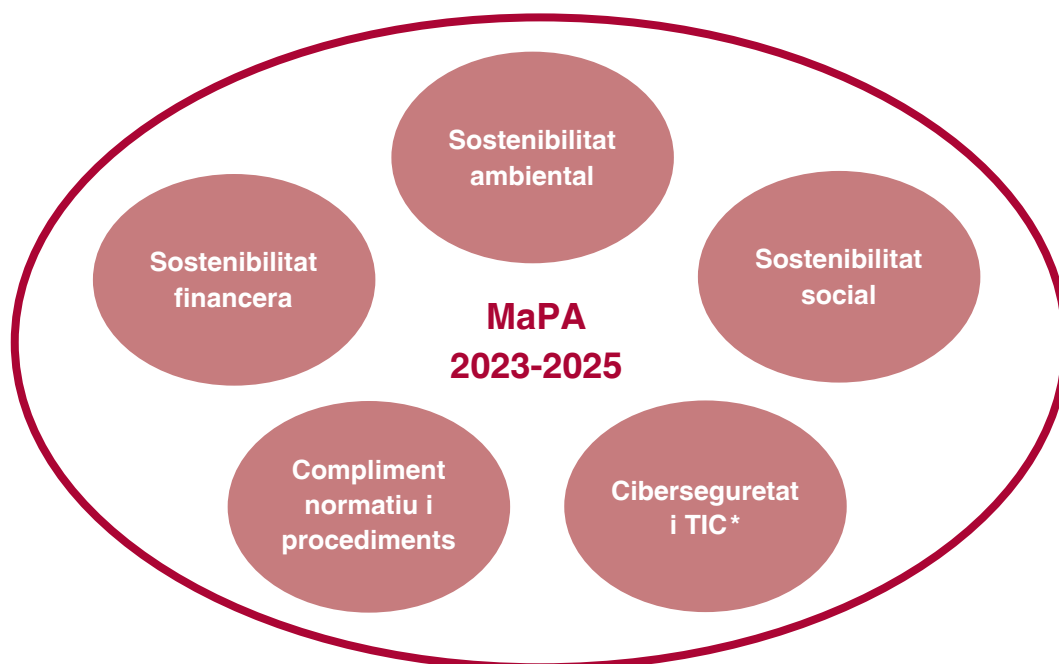 Sostenibilitat
ambiental
Sostenibilitat
financera
Sostenibilitat
social
MaPA
2023-2025
Compliment
normatiu i
procediments
Ciberseguretat
i TIC*